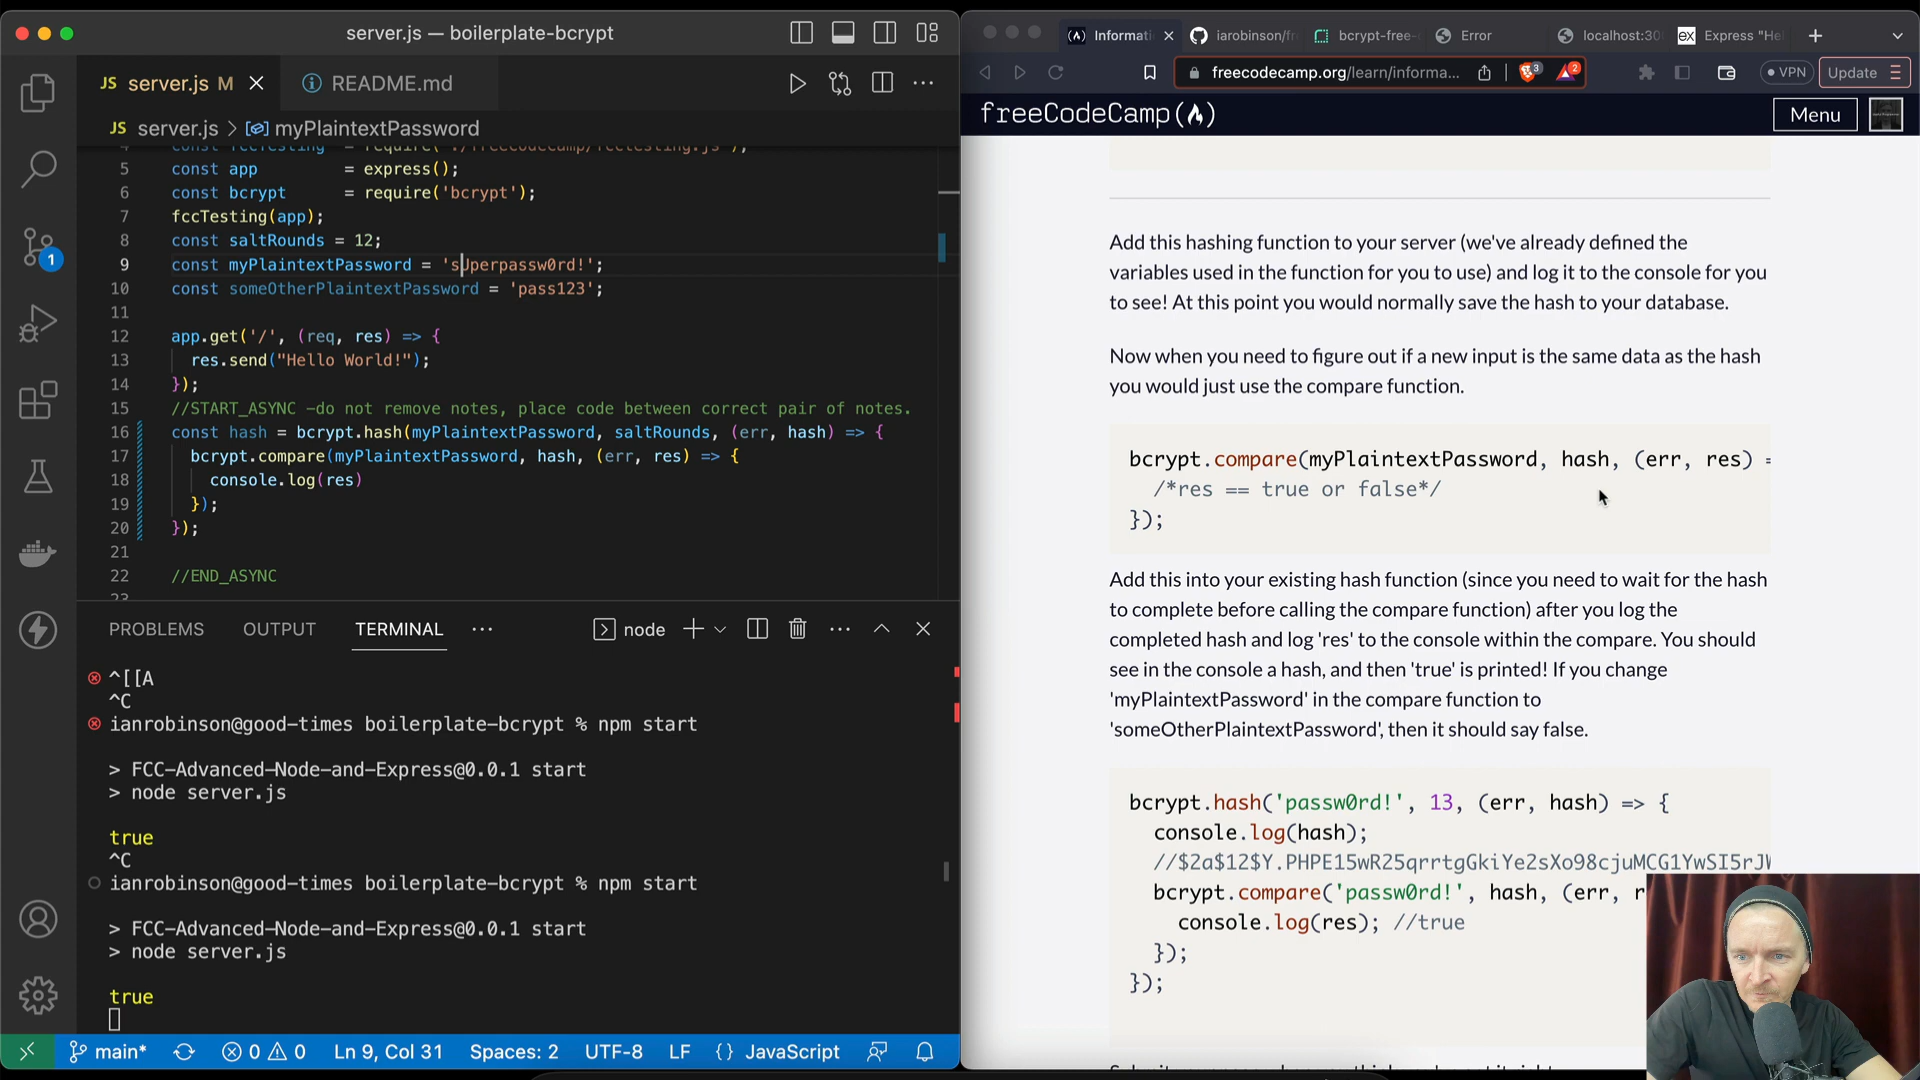 server.js — boilerplate-bcrypt
JS server.js M
README.md
JS server.js > myPlaintextPassword
4 const fccTesting = require('./freeCodeCamp/fcctesting.js');
5 const app = express();
6 const bcrypt = require('bcrypt');
7 fccTesting(app);
8 const saltRounds = 12;
9 const myPlaintextPassword = 'sUperpassw0rd!';
10 const someOtherPlaintextPassword = 'pass123';
11
12 app.get('/', (req, res) => {
13 res.send("Hello World!");
14 });
15 //START_ASYNC -do not remove notes, place code between correct pair of notes.
16 const hash = bcrypt.hash(myPlaintextPassword, saltRounds, (err, hash) => {
17 bcrypt.compare(myPlaintextPassword, hash, (err, res) => {
18 console.log(res)
19 });
20 });
21
22 //END_ASYNC
23
PROBLEMS OUTPUT TERMINAL ··· node
^[[A
^C
ianrobinson@good-times boilerplate-bcrypt % npm start
> FCC-Advanced-Node-and-Express@0.0.1 start
> node server.js
true
^C
ianrobinson@good-times boilerplate-bcrypt % npm start
> FCC-Advanced-Node-and-Express@0.0.1 start
> node server.js
true
1
main* 0 0 Ln 9, Col 31 Spaces: 2 UTF-8 LF {} JavaScript
Informati iarobinson/fr bcrypt-free- Error localhost:30 ex Express "Hel
freecodecamp.org/learn/informa... 3 2 VPN Update
freeCodeCamp Menu
Add this hashing function to your server (we've already defined the
variables used in the function for you to use) and log it to the console for you
to see! At this point you would normally save the hash to your database.
Now when you need to figure out if a new input is the same data as the hash
you would just use the compare function.
bcrypt.compare(myPlaintextPassword, hash, (err, res) =
/*res == true or false*/
});
Add this into your existing hash function (since you need to wait for the hash
to complete before calling the compare function) after you log the
completed hash and log 'res' to the console within the compare. You should
see in the console a hash, and then 'true' is printed! If you change
'myPlaintextPassword' in the compare function to
'someOtherPlaintextPassword', then it should say false.
bcrypt.hash('passw0rd!', 13, (err, hash) => {
console.log(hash);
//$2a$12$Y.PHPE15wR25qrrtgGkiYe2sXo98cjuMCG1YwSI5rJW
bcrypt.compare('passw0rd!', hash, (err, r
console.log(res); //true
});
});